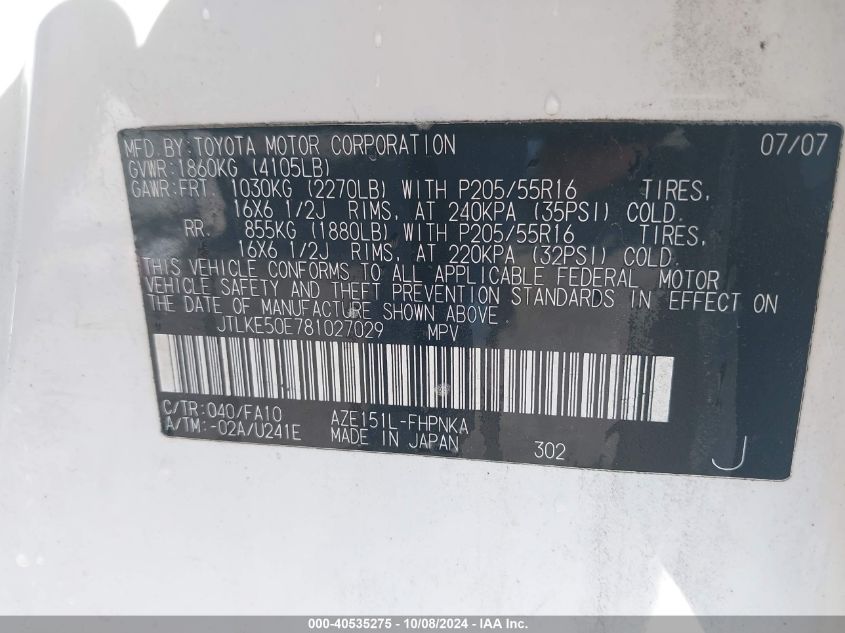 MFD. BY: TOYOTA MOTOR CORPORATION 07/07
GVWR: 1860KG (4105LB)
GAWR: FRT 1030KG (2270LB) WITH P205/55R16 TIRES,
16X6 1/2J RIMS, AT 240KPA (35PSI) COLD.
RR. 855KG (1880LB) WITH P205/55R16 TIRES,
16X6 1/2J RIMS, AT 220KPA (32PSI) COLD.
THIS VEHICLE CONFORMS TO ALL APPLICABLE FEDERAL MOTOR
VEHICLE SAFETY AND THEFT PREVENTION STANDARDS IN EFFECT ON
THE DATE OF MANUFACTURE SHOWN ABOVE.
JTLKE50E781027029 MPV
C/TR: 040/FA10 AZE151L-FHPNKA
A/TM: -02A/U241E MADE IN JAPAN 302 J
000-40535275 - 10/08/2024 - IAA Inc.